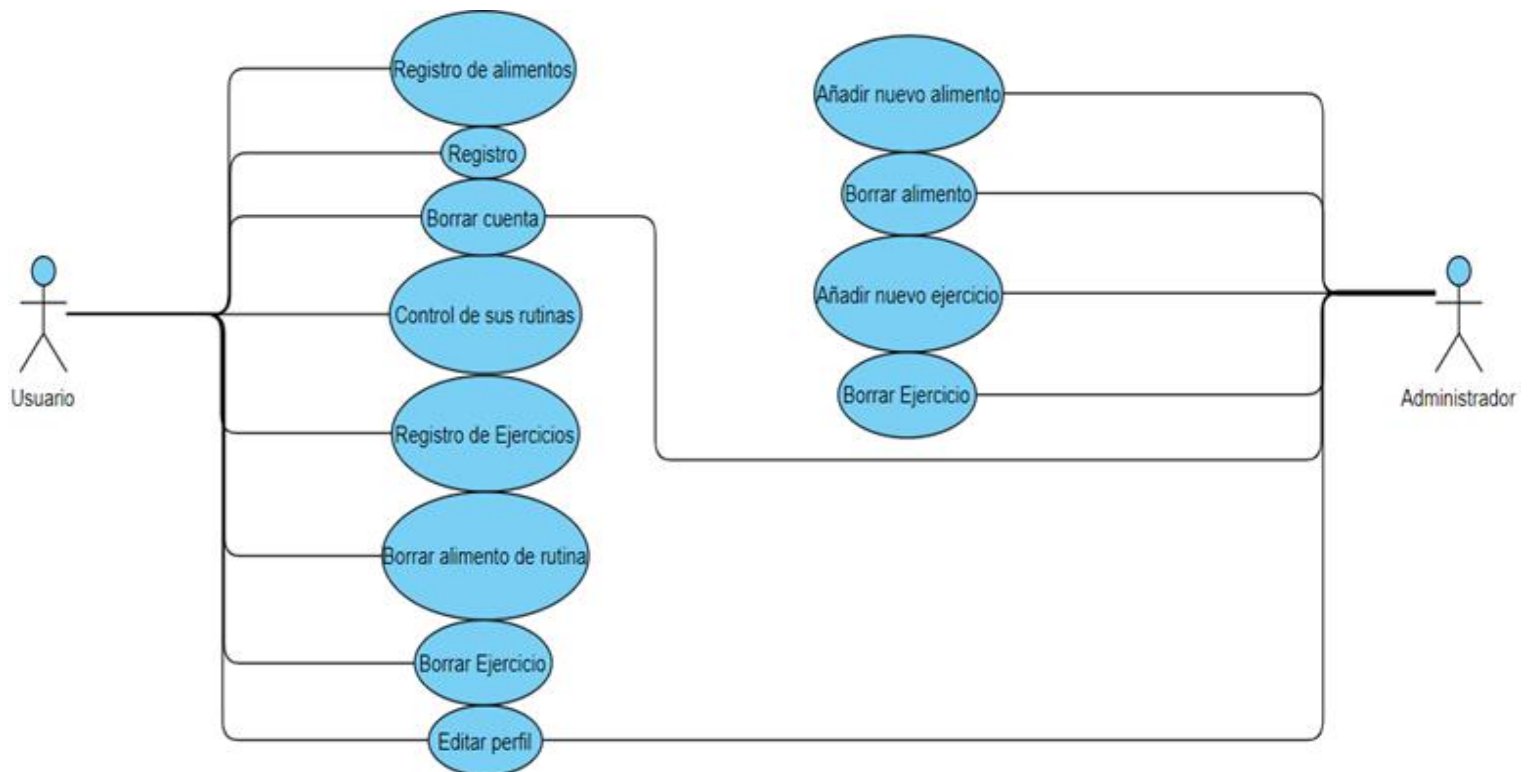 Registro de alimentos
Registro
Borrar cuenta
Control de sus rutinas
Registro de Ejercicios
Borrar alimento de rutina
Borrar Ejercicio
Editar perfil
Usuario
Añadir nuevo alimento
Borrar alimento
Añadir nuevo ejercicio
Borrar Ejercicio
Administrador